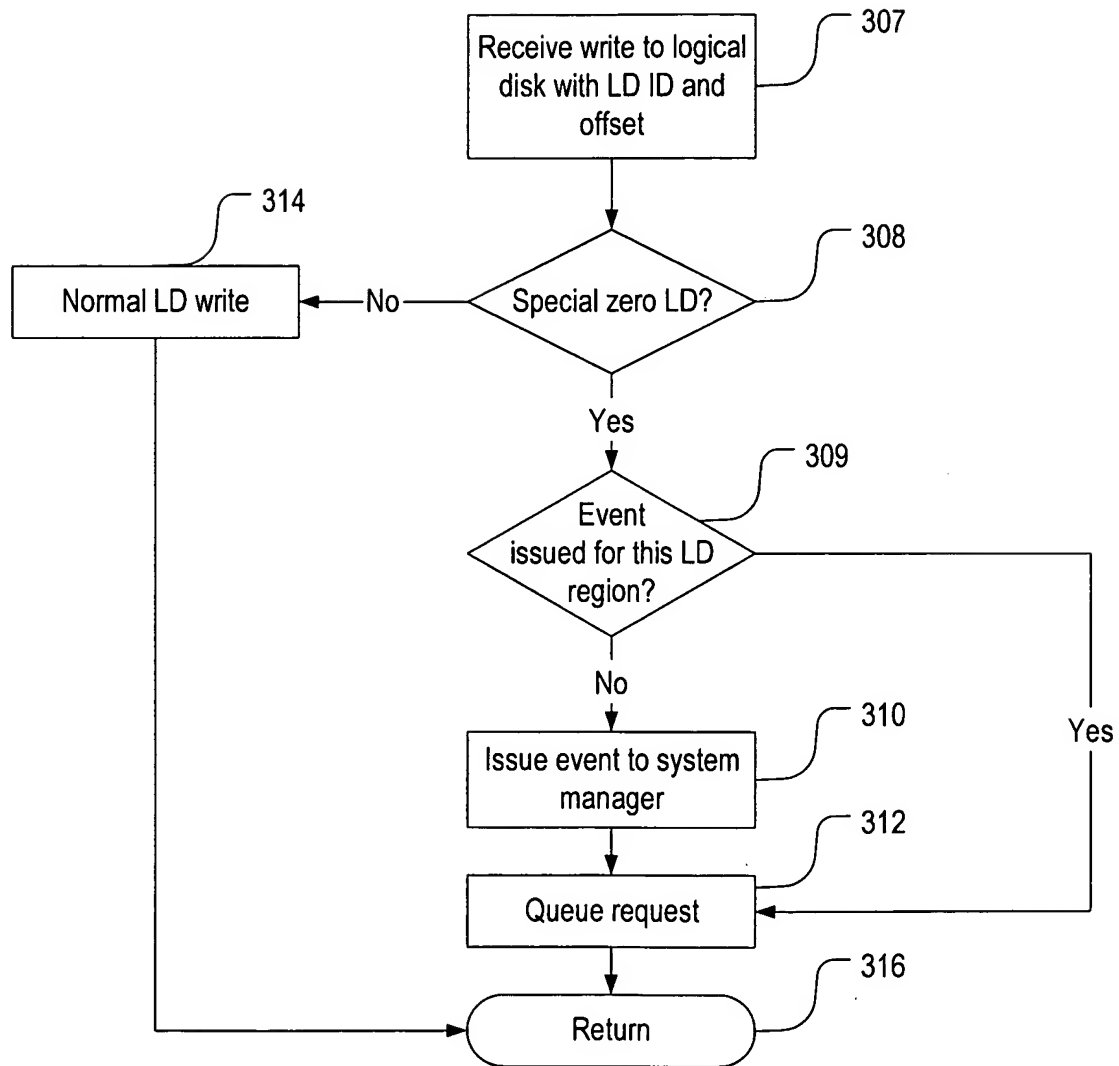 307
Receive write to logical
disk with LD ID and
offset
314
308
Normal LD write
No
Special zero LD?
Yes
309
Event
issued for this LD
region?
No
310
Yes
Issue event to system
manager
312
Queue request
316
Return